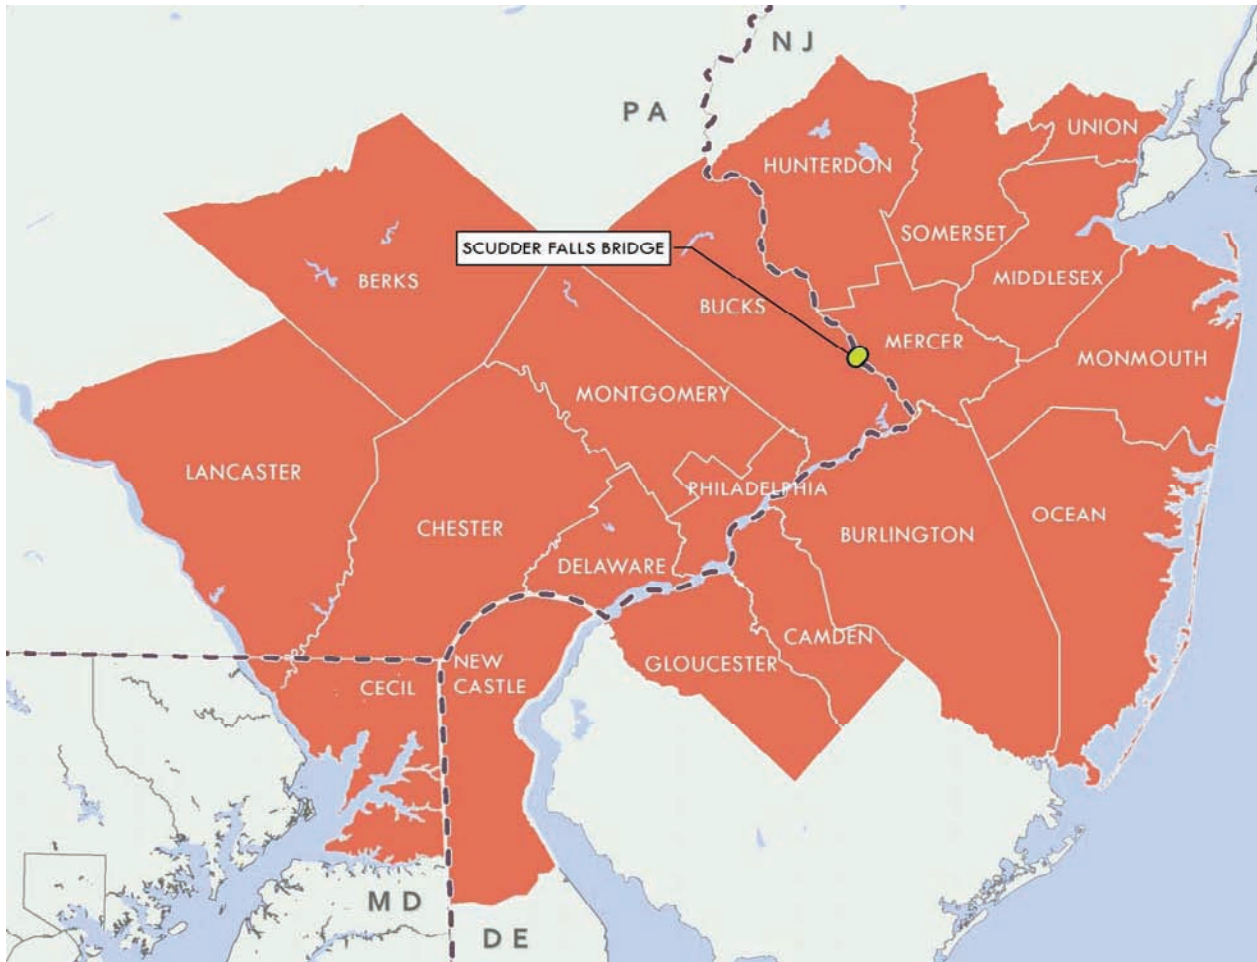 NJ
PA
UNION
HUNTERDON
SOMERSET
SCUDDER FALLS BRIDGE
MIDDLESEX
BERKS
BUCKS
MERCER
MONMOUTH
MONTGOMERY
LANCASTER
PHILADELPHIA
OCEAN
CHESTER
BURLINGTON
DELAWARE
CAMDEN
GLOUCESTER
NEW
CASTLE
CECIL
MD
DE